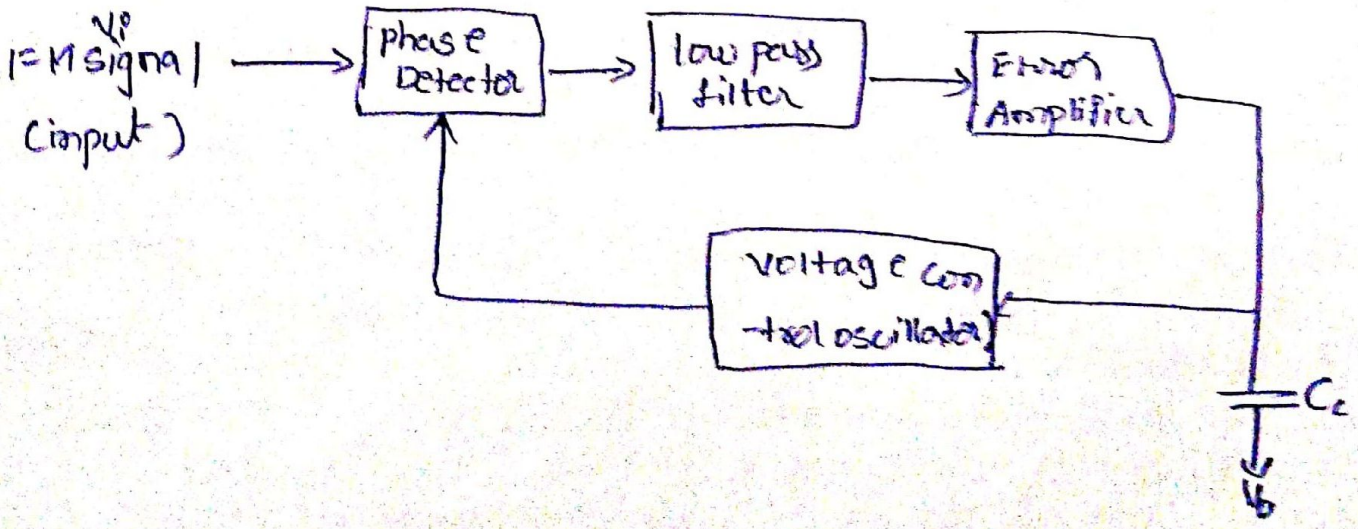 Vi
FM signal
(input)
phase
Detector
low pass
filter
Error
Amplifier
voltage con
-trol oscillator
Cc
Vo